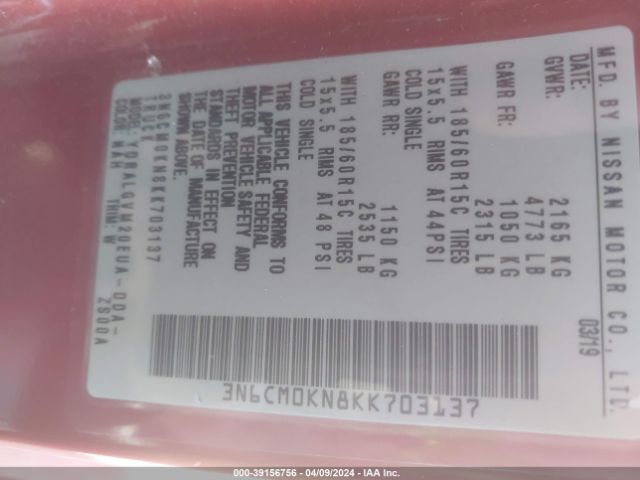 MFD. BY NISSAN MOTOR CO., LTD.
DATE: 03/19
GVWR: 2165 KG
4773 LB
GAWR FR: 1050 KG
2315 LB
WITH 185/60R15C TIRES
15x5.5 RIMS AT 44PSI
COLD SINGLE
GAWR RR: 1150 KG
2535 LB
WITH 185/60R15C TIRES
15x5.5 RIMS AT 48 PSI
COLD SINGLE
THIS VEHICLE CONFORMS TO
ALL APPLICABLE FEDERAL
MOTOR VEHICLE SAFETY AND
THEFT PREVENTION
STANDARDS IN EFFECT ON
THE DATE OF MANUFACTURE
SHOWN ABOVE.
3N6CM0KN8KK703137
TRUCK
MODEL: YDRALQVM20EUA-DDA-
COLOR: NAH TRIM: W ZS00A
3N6CM0KN8KK703137
000-39156756 - 04/09/2024 - IAA Inc.